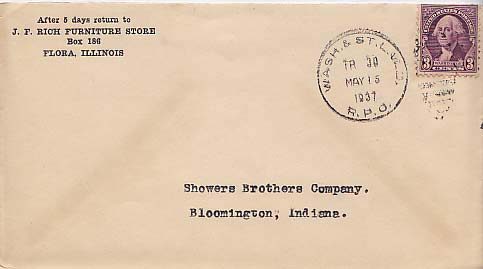 After 5 days return to
J. F. RICH FURNITURE STORE
Box 186
FLORA, ILLINOIS
WASH. & ST. L.
TR 30
MAY 15
1937
R.P.O.
3 3
Showers Brothers Company.
Bloomington, Indiana.